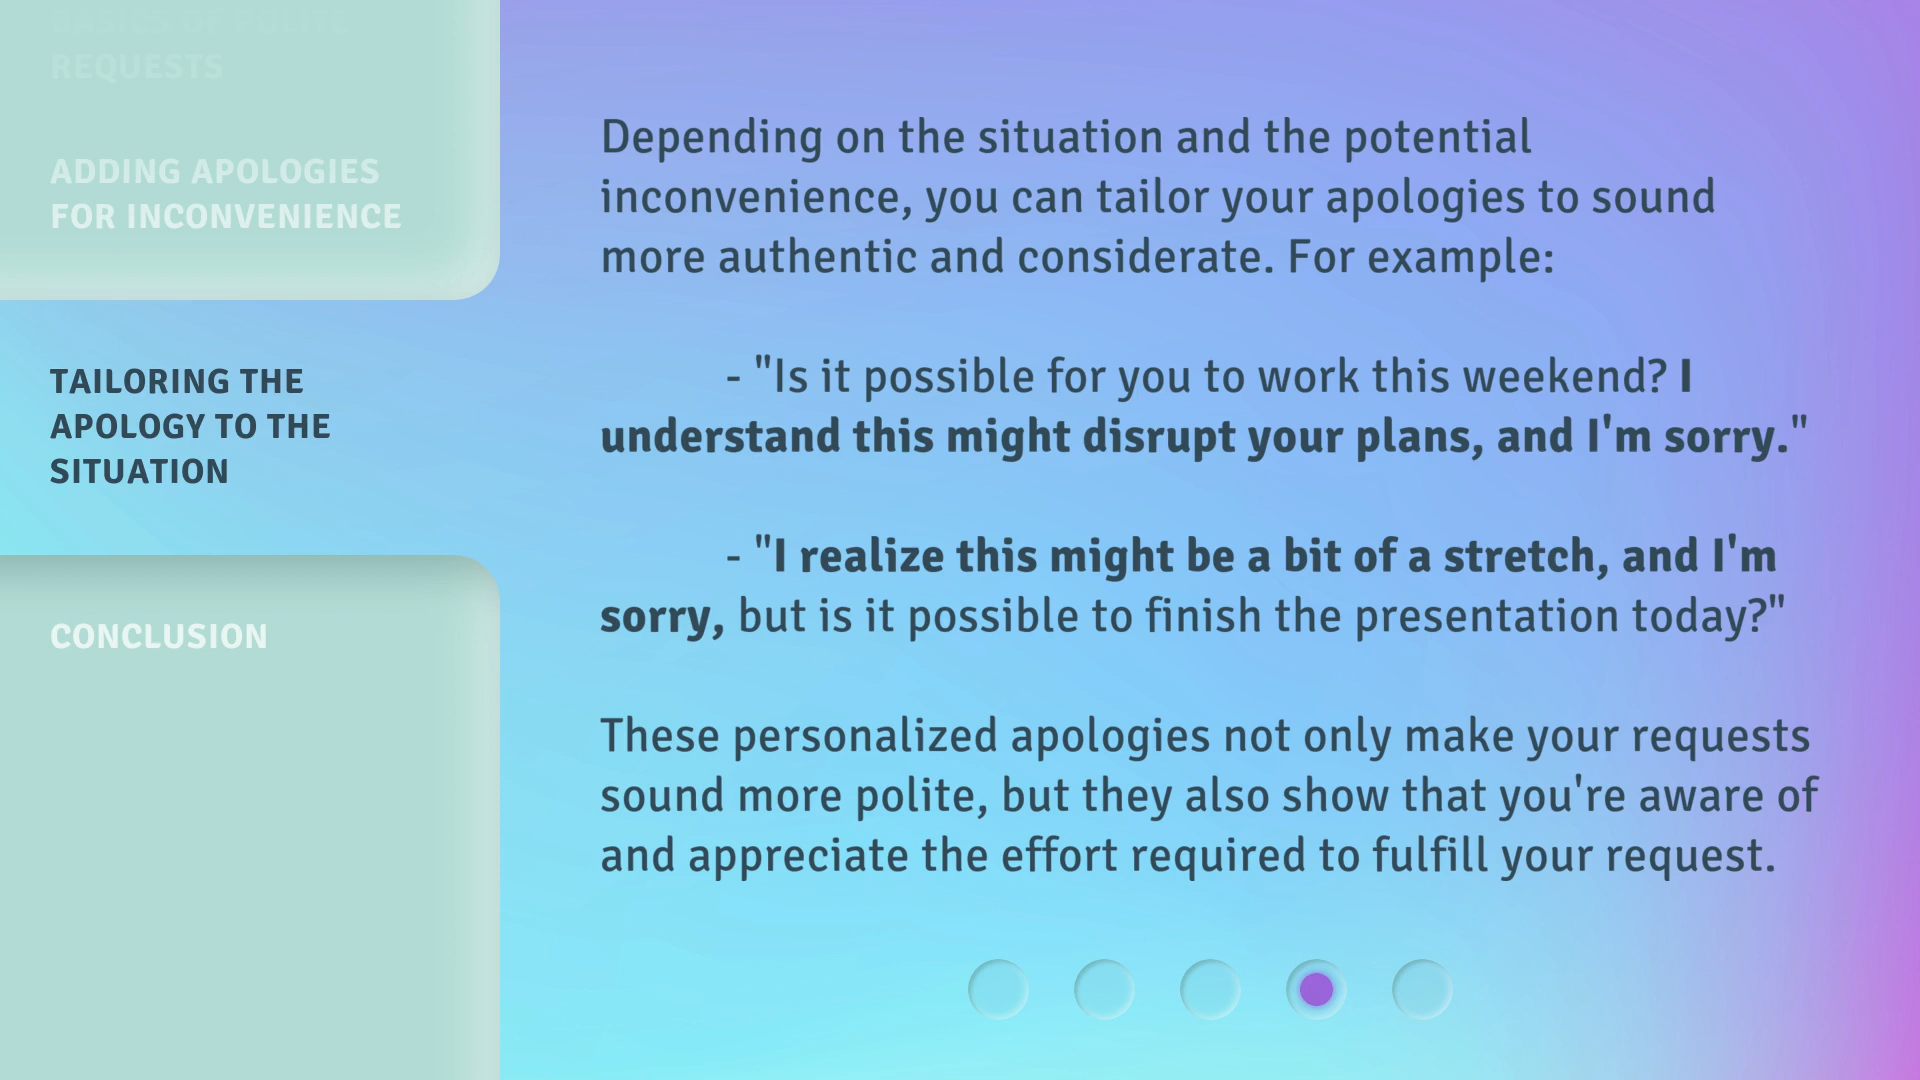 BASICS OF POLITE
REQUESTS
ADDING APOLOGIES
FOR INCONVENIENCE
TAILORING THE
APOLOGY TO THE
SITUATION
CONCLUSION
Depending on the situation and the potential
inconvenience, you can tailor your apologies to sound
more authentic and considerate. For example:
- "Is it possible for you to work this weekend? I
understand this might disrupt your plans, and I'm sorry."
- "I realize this might be a bit of a stretch, and I'm
sorry, but is it possible to finish the presentation today?"
These personalized apologies not only make your requests
sound more polite, but they also show that you're aware of
and appreciate the effort required to fulfill your request.